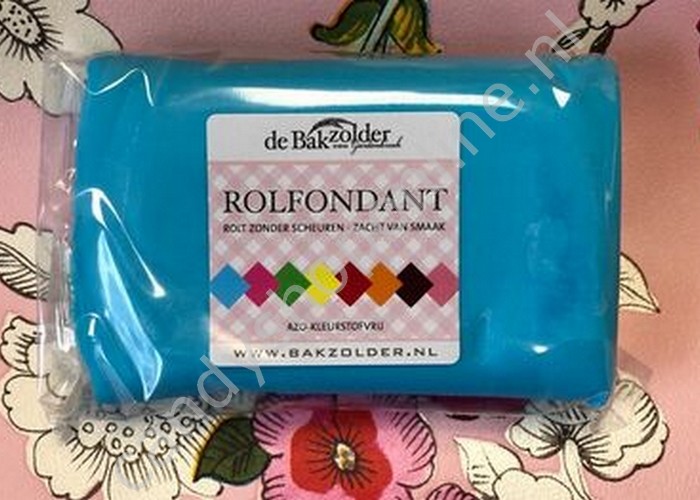 de Bakzolder
ROLFONDANT
ROLT ZONDER SCHEUREN - ZACHT VAN SMAAK
AZO-KLEURSTOFVRIJ
WWW.BAKZOLDER.NL